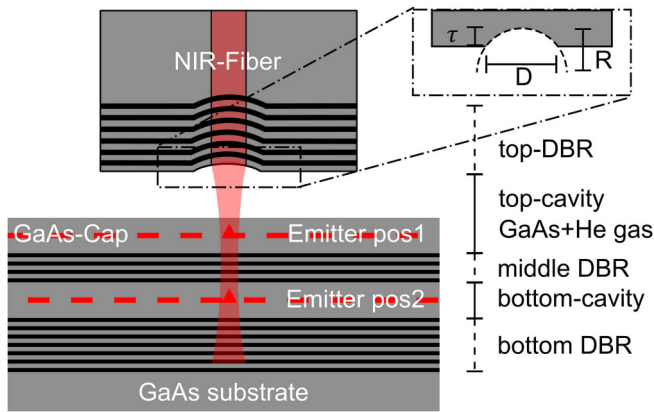 NIR-Fiber
τ
D
R
top-DBR
top-cavity
GaAs+He gas
GaAs-Cap
Emitter pos1
middle DBR
Emitter pos2
bottom-cavity
bottom DBR
GaAs substrate